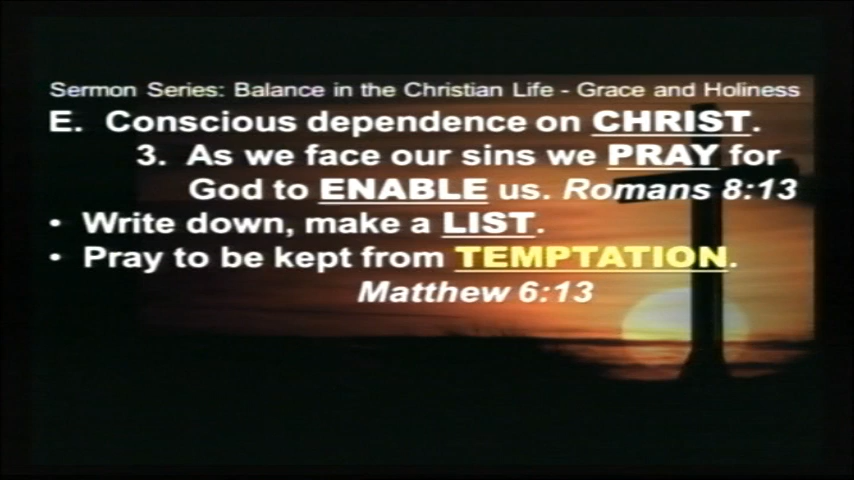 Sermon Series: Balance in the Christian Life - Grace and Holiness
E. Conscious dependence on CHRIST.
3. As we face our sins we PRAY for
God to ENABLE us. Romans 8:13
• Write down, make a LIST.
• Pray to be kept from TEMPTATION.
Matthew 6:13